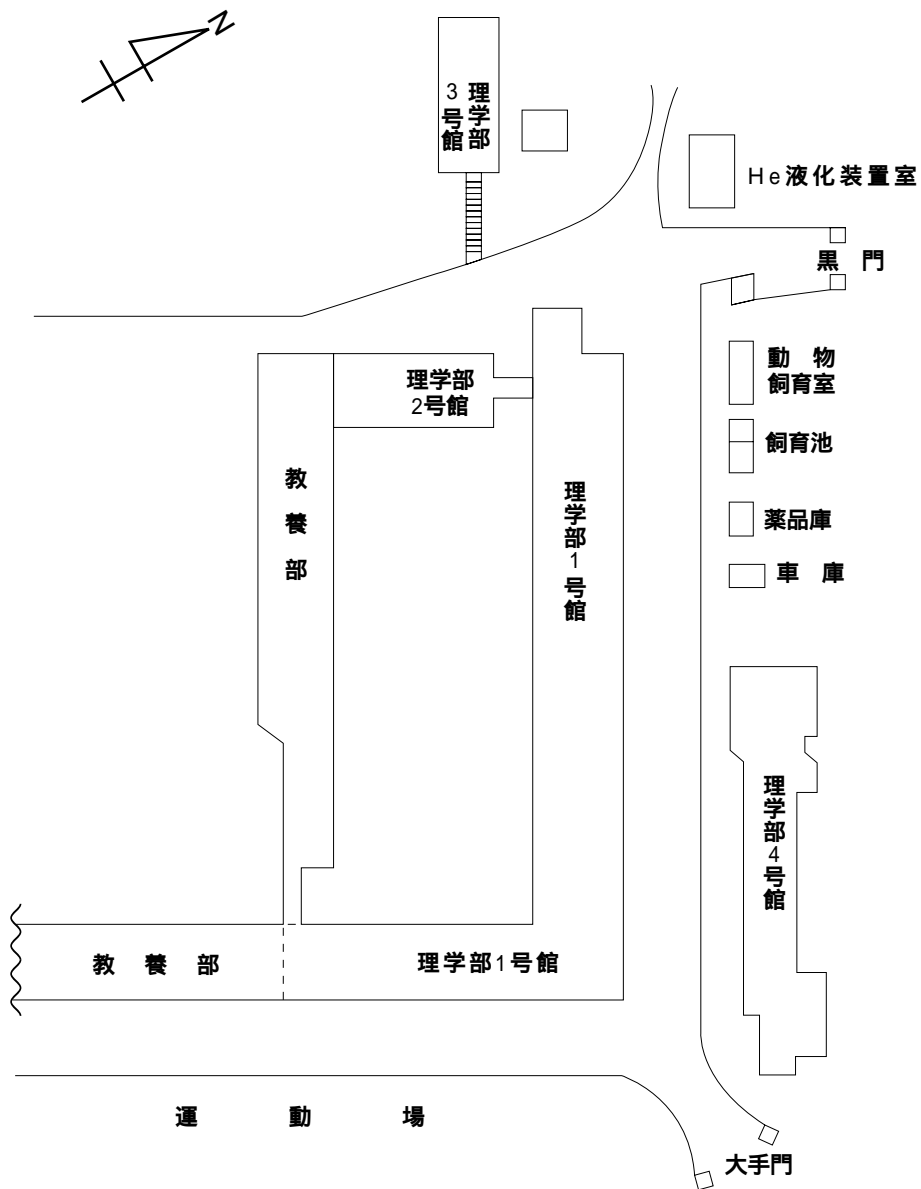 N
理学部
3号館
He液化装置室
黒門
動物
飼育室
理学部
2号館
飼育池
教養部
理学部1号館
薬品庫
車庫
理学部4号館
教養部
理学部1号館
運動場
大手門